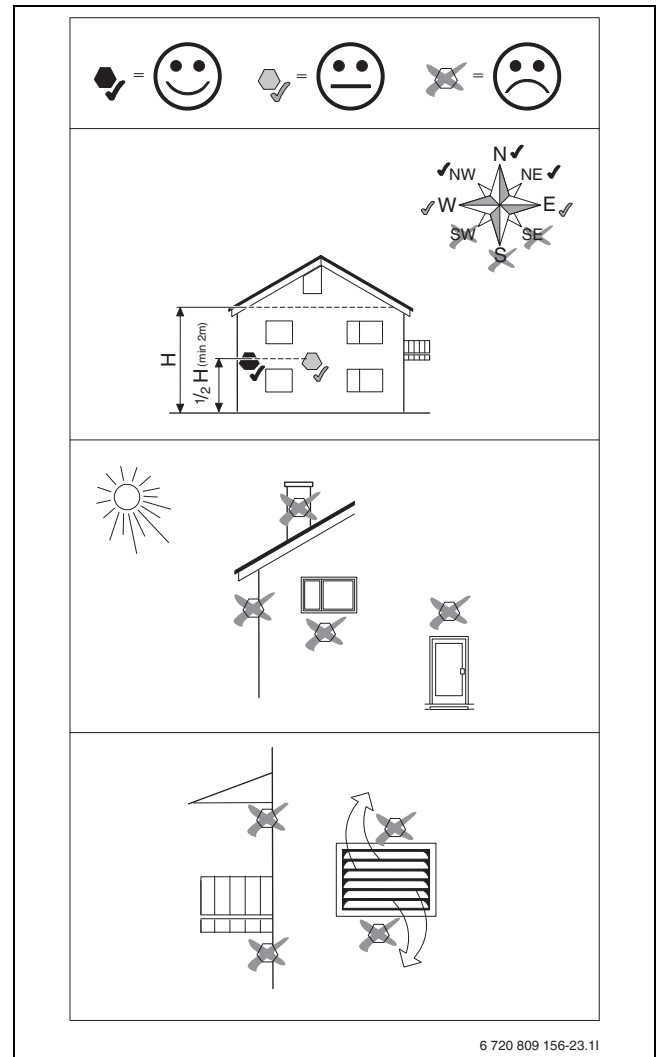 = = =
N
NW NE
W E
SW SE
S
H
1/2 H (min 2m)
6 720 809 156-23.1I